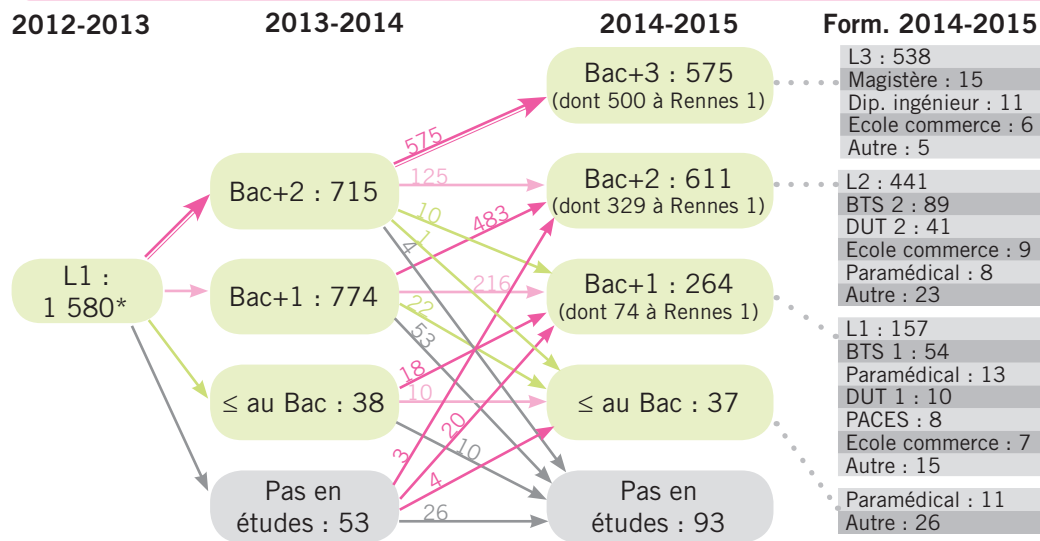 2012-2013
2013-2014
2014-2015
Form. 2014-2015
L1 :
1 580*
Bac+2 : 715
Bac+1 : 774
≤ au Bac : 38
Pas en
études : 53
575
125
10
1
4
483
216
22
53
18
10
10
3
20
4
26
Bac+3 : 575
(dont 500 à Rennes 1)
Bac+2 : 611
(dont 329 à Rennes 1)
Bac+1 : 264
(dont 74 à Rennes 1)
≤ au Bac : 37
Pas en
études : 93
L3 : 538
Magistère : 15
Dip. ingénieur : 11
Ecole commerce : 6
Autre : 5
L2 : 441
BTS 2 : 89
DUT 2 : 41
Ecole commerce : 9
Paramédical : 8
Autre : 23
L1 : 157
BTS 1 : 54
Paramédical : 13
DUT 1 : 10
PACES : 8
Ecole commerce : 7
Autre : 15
Paramédical : 11
Autre : 26